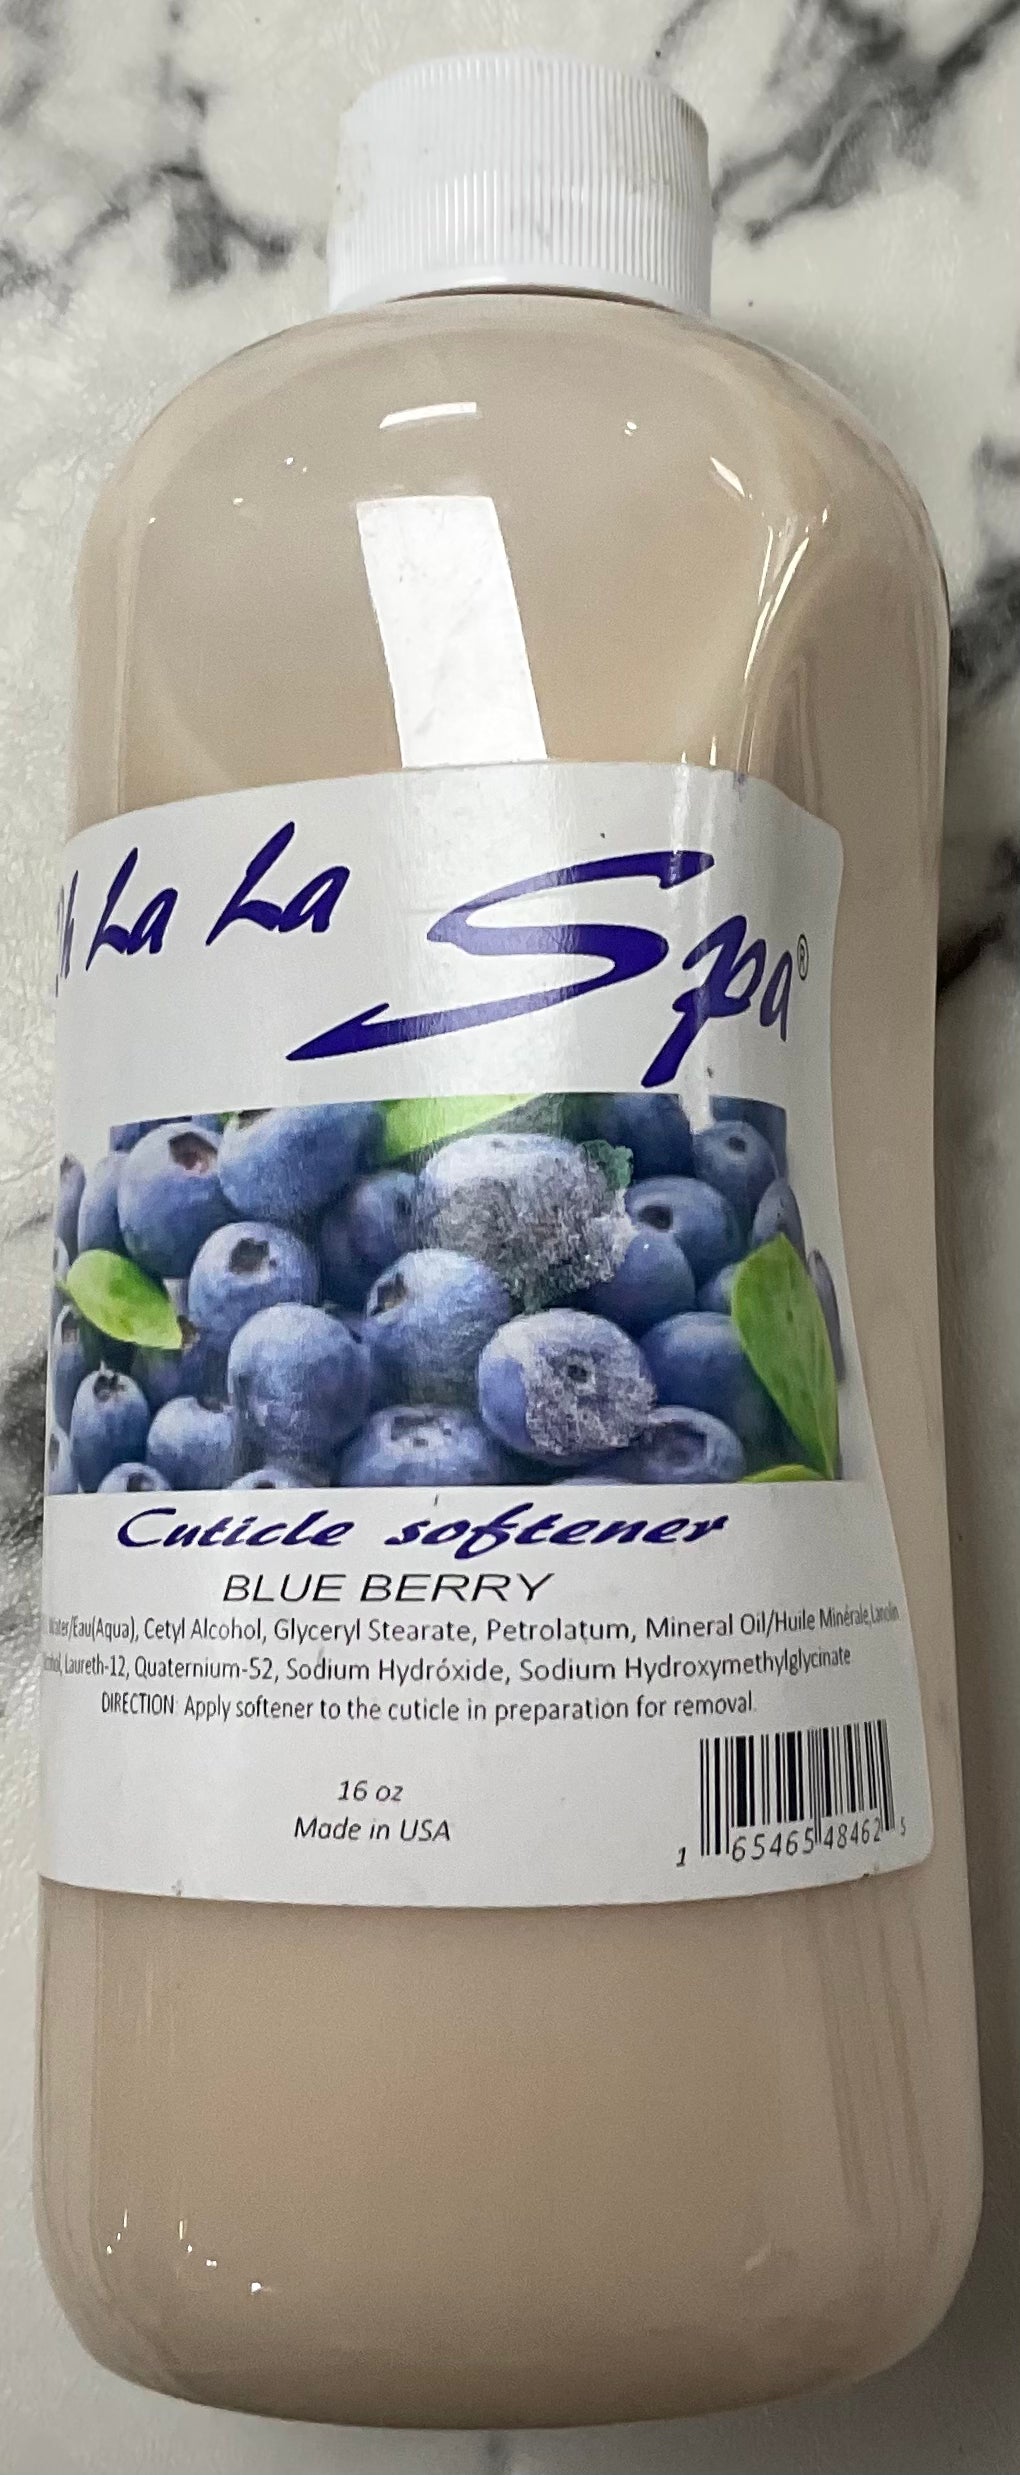 La La Spa®
Cuticle softener
BLUE BERRY
Water/Eau(Aqua), Cetyl Alcohol, Glyceryl Stearate, Petrolatum, Mineral Oil/Huile Minérale,Lanolin
Laureth-12, Quaternium-52, Sodium Hydróxide, Sodium Hydroxymethylglycinate
DIRECTION: Apply softener to the cuticle in preparation for removal.
16 oz
Made in USA
1 65465 48462 5